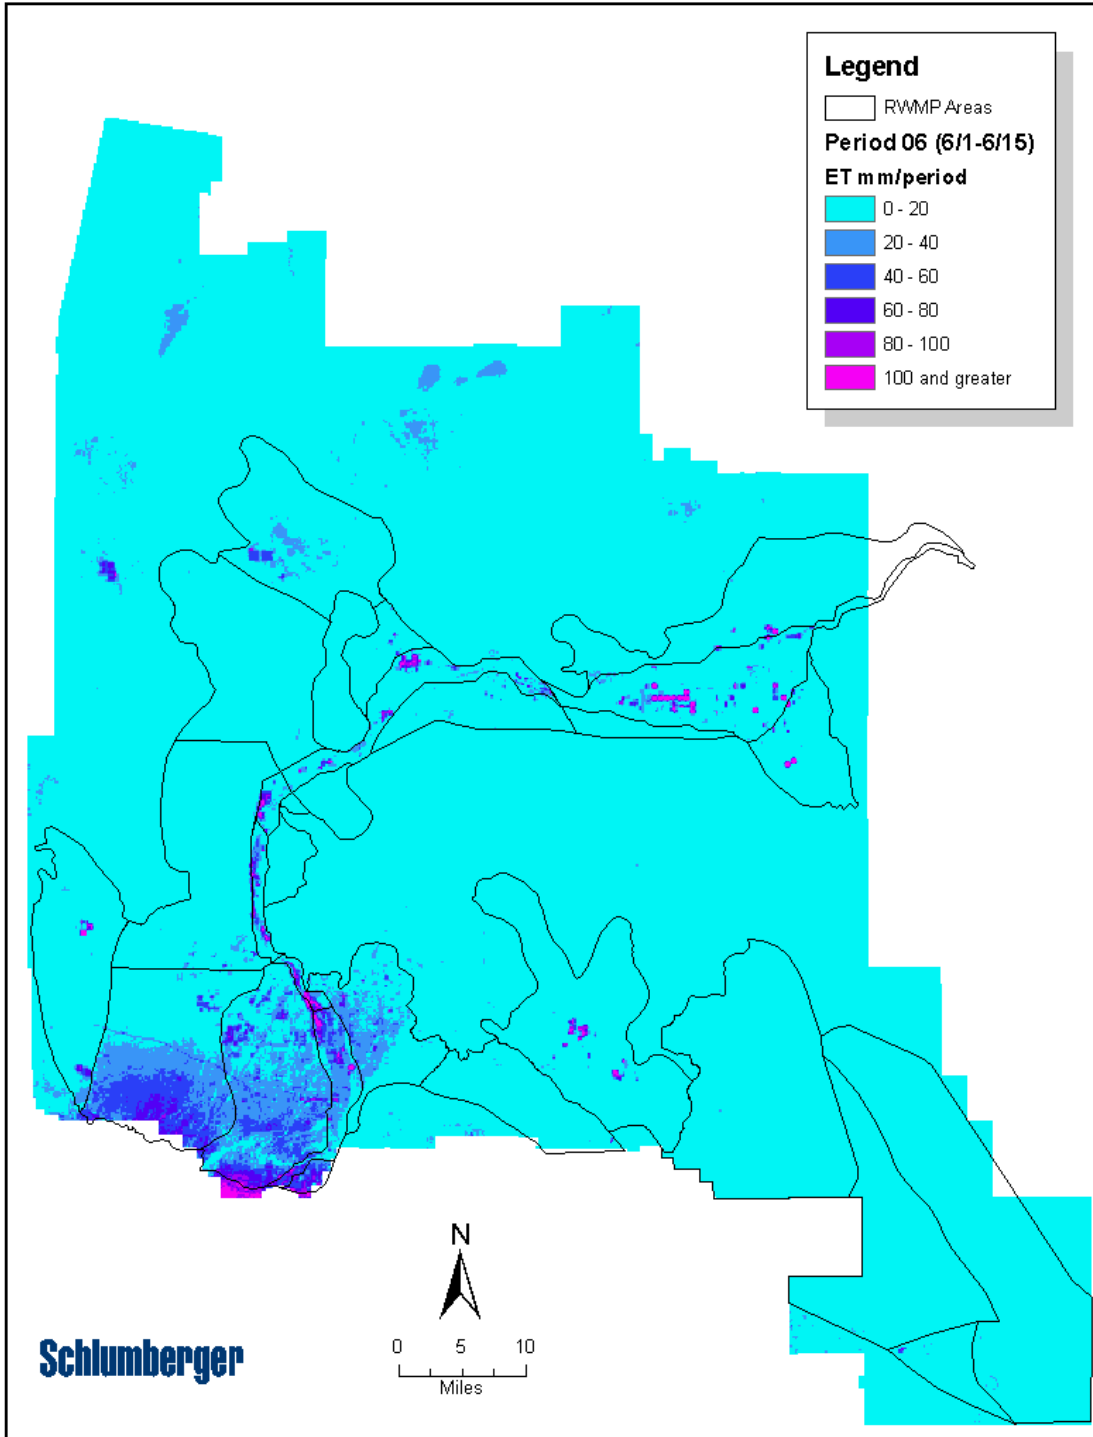 Legend
RWMP Areas
Period 06 (6/1-6/15)
ET mm/period
0 - 20
20 - 40
40 - 60
60 - 80
80 - 100
100 and greater
N
0 5 10
Miles
Schlumberger